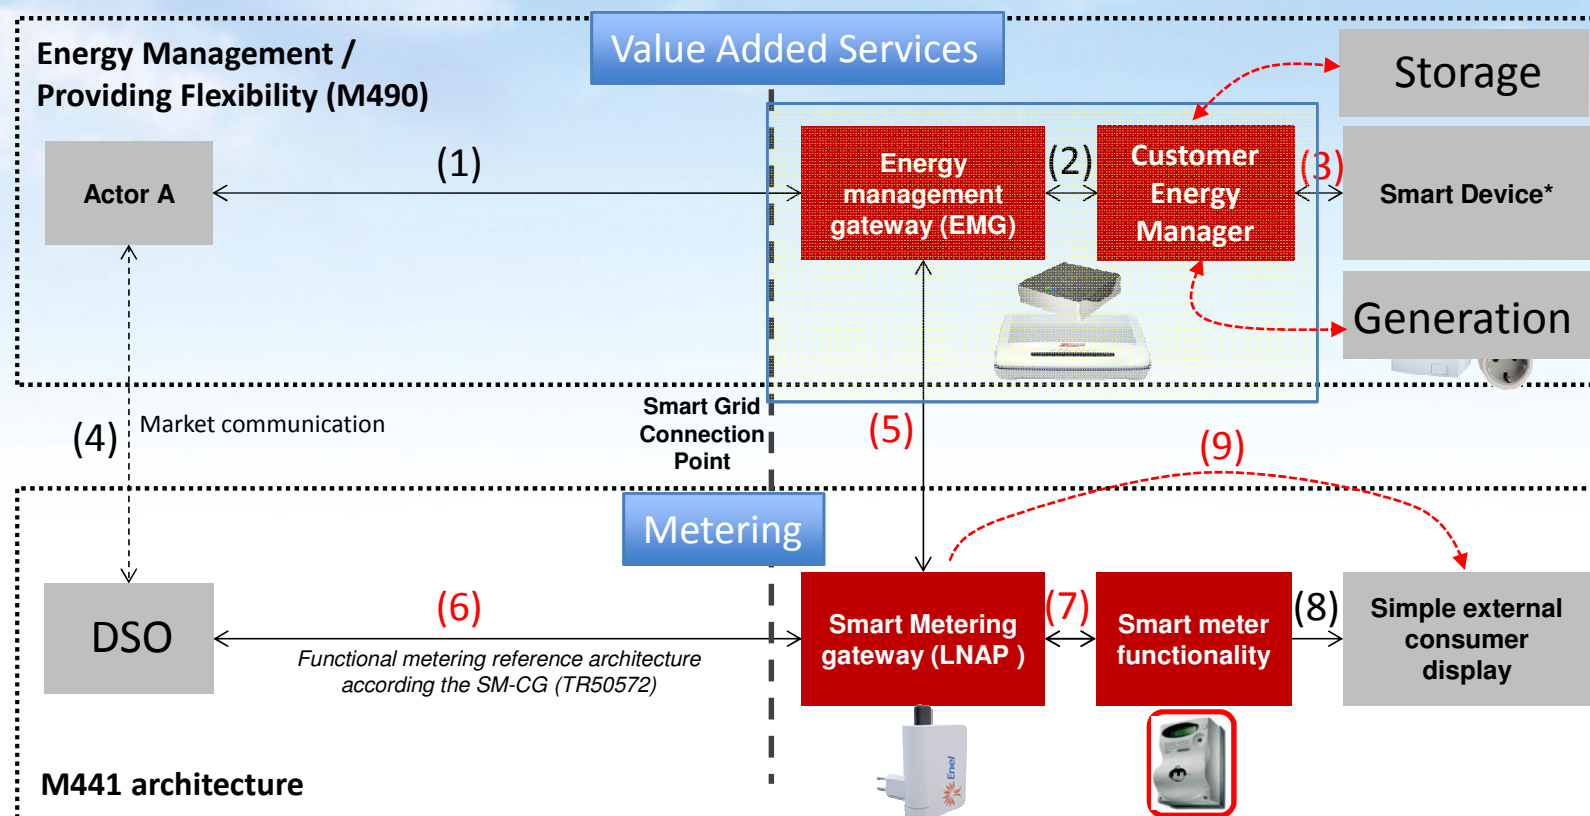 Energy Management /
Providing Flexibility (M490)
Value Added Services
Storage
Actor A
(1)
Energy
management
gateway (EMG)
(2)
Customer
Energy
Manager
(3)
Smart Device*
Generation
(4)
Market communication
Smart Grid
Connection
Point
(5)
(9)
Metering
DSO
(6)
Functional metering reference architecture
according the SM-CG (TR50572)
Smart Metering
gateway (LNAP )
(7)
Smart meter
functionality
(8)
Simple external
consumer
display
Enel
M441 architecture